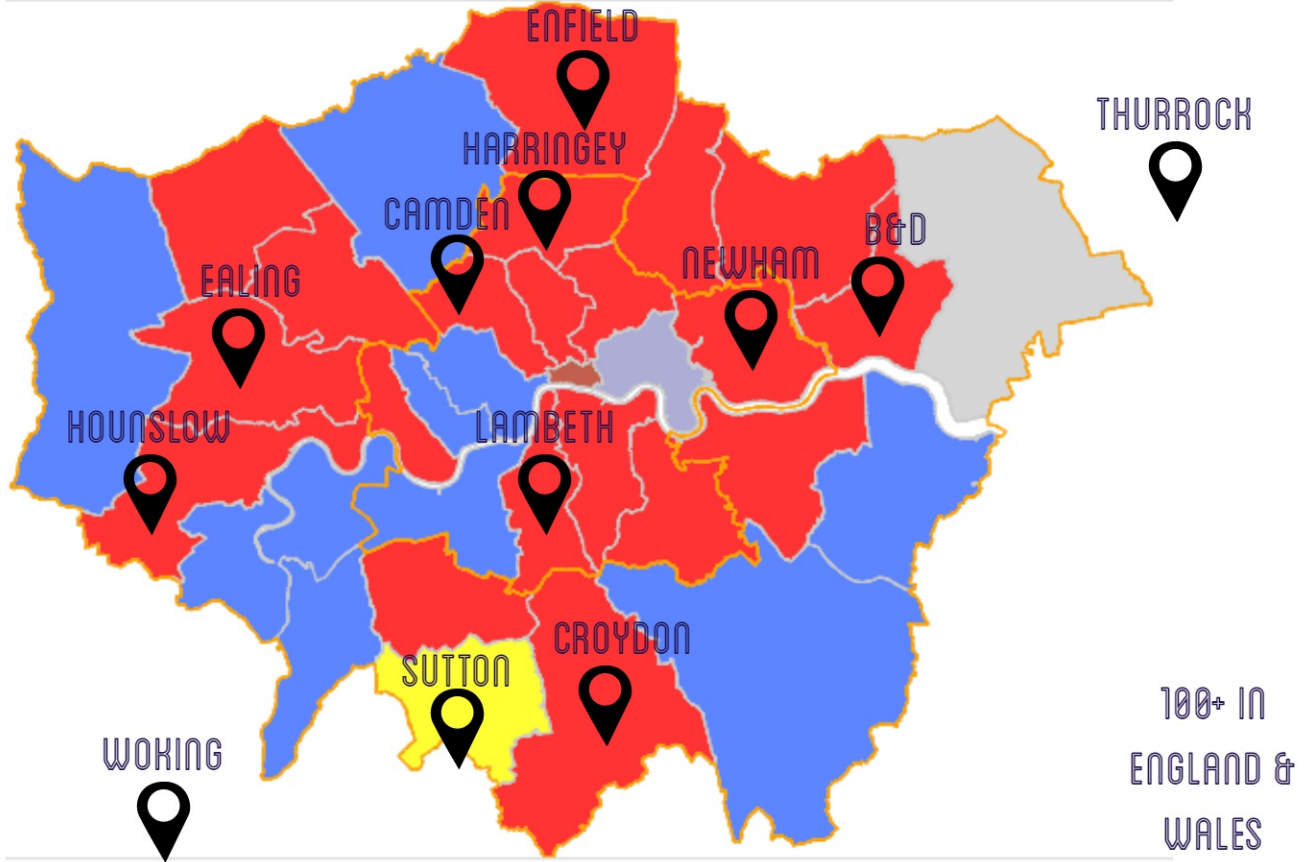 ENFIELD
THURROCK
HARRINGEY
CAMDEN
B&D
NEWHAM
EALING
HOUNSLOW
LAMBETH
CROYDON
SUTTON
WOKING
100+ IN
ENGLAND &
WALES